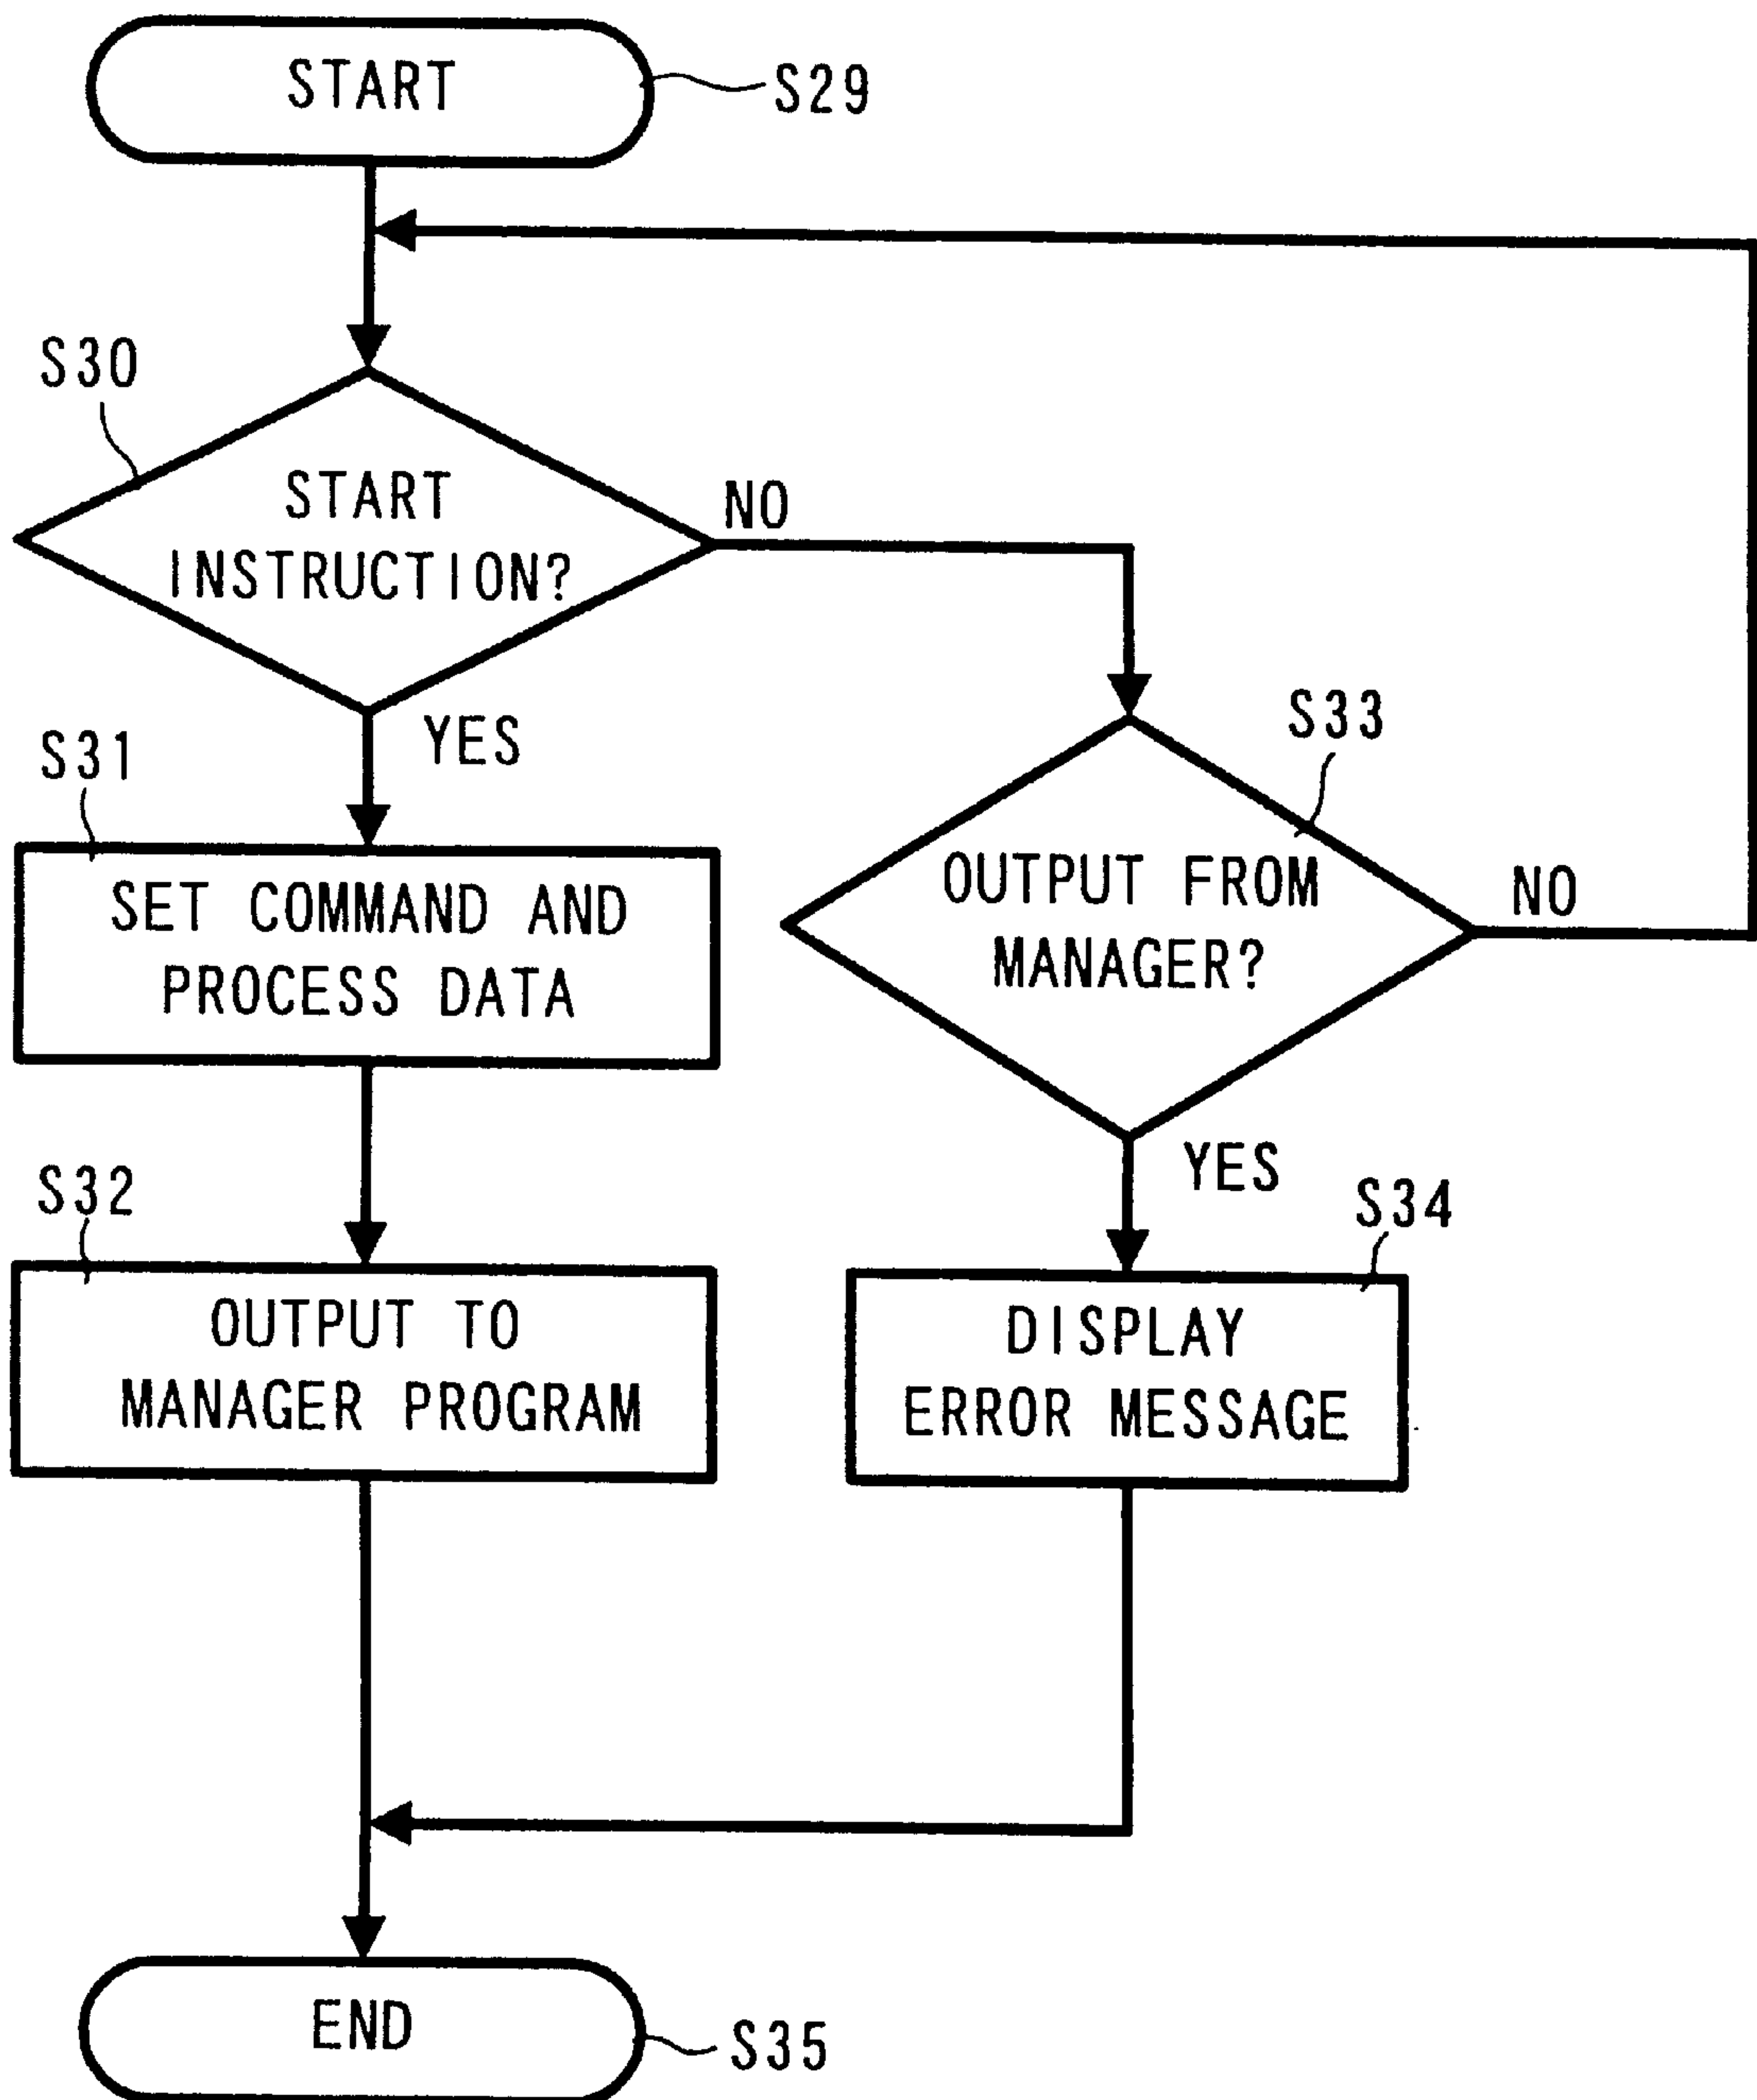 START
S29
S30
START
INSTRUCTION?
NO
YES
S31
SET COMMAND AND
PROCESS DATA
S33
OUTPUT FROM
MANAGER?
NO
YES
S32
OUTPUT TO
MANAGER PROGRAM
S34
DISPLAY
ERROR MESSAGE
END
S35